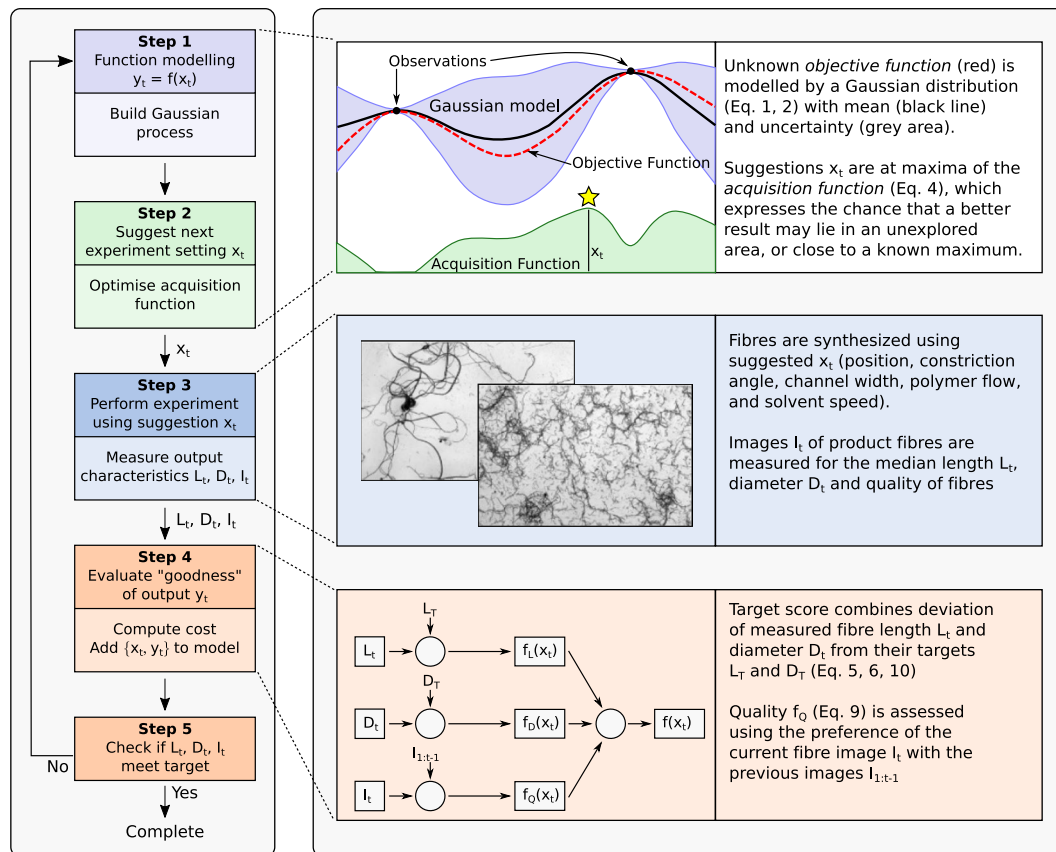 Step 1
Function modelling
yₜ = f(xₜ)
Build Gaussian
process
Step 2
Suggest next
experiment setting xₜ
Optimise acquisition
function
xₜ
Step 3
Perform experiment
using suggestion xₜ
Measure output
characteristics Lₜ, Dₜ, Iₜ
Lₜ, Dₜ, Iₜ
Step 4
Evaluate "goodness"
of output yₜ
Compute cost
Add {xₜ, yₜ} to model
Step 5
Check if Lₜ, Dₜ, Iₜ
meet target
No
Yes
Complete
Observations
Gaussian model
Objective Function
xₜ
Acquisition Function
Unknown objective function (red) is
modelled by a Gaussian distribution
(Eq. 1, 2) with mean (black line)
and uncertainty (grey area).
Suggestions xₜ are at maxima of the
acquisition function (Eq. 4), which
expresses the chance that a better
result may lie in an unexplored
area, or close to a known maximum.
Fibres are synthesized using
suggested xₜ (position, constriction
angle, channel width, polymer flow,
and solvent speed).
Images Iₜ of product fibres are
measured for the median length Lₜ,
diameter Dₜ and quality of fibres
L_T
Lₜ
f_L(xₜ)
D_T
Dₜ
f_D(xₜ)
f(xₜ)
I_1:t-1
Iₜ
f_Q(xₜ)
Target score combines deviation
of measured fibre length Lₜ and
diameter Dₜ from their targets
L_T and D_T (Eq. 5, 6, 10)
Quality f_Q (Eq. 9) is assessed
using the preference of the
current fibre image Iₜ with the
previous images I_1:t-1